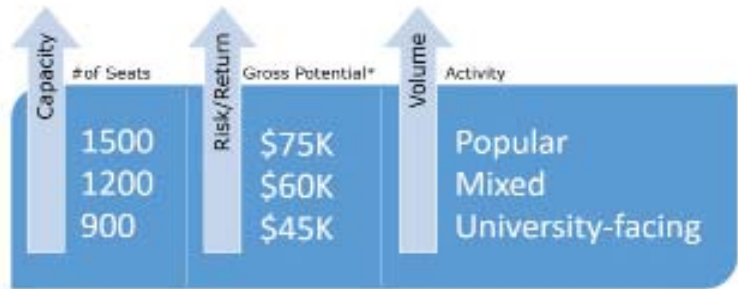 Capacity
#of Seats
1500
1200
900
Risk/Return
Gross Potential*
$75K
$60K
$45K
Volume
Activity
Popular
Mixed
University-facing